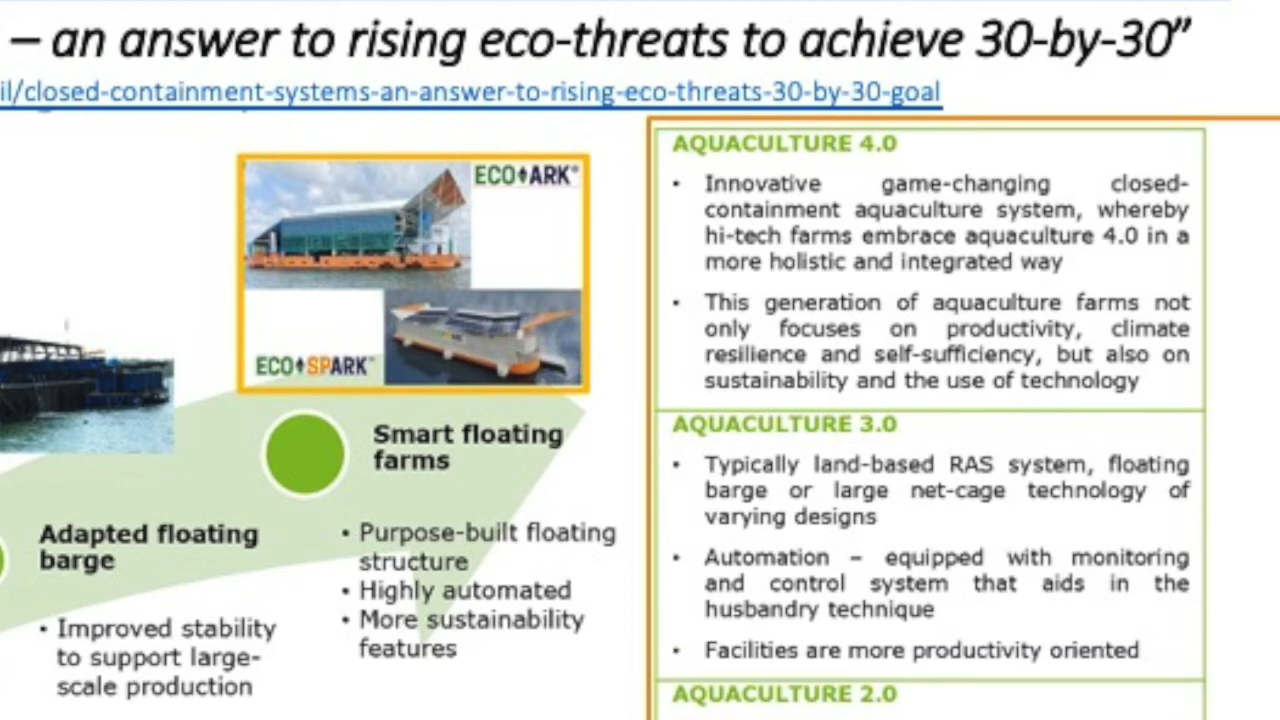 – an answer to rising eco-threats to achieve 30-by-30”
il/closed-containment-systems-an-answer-to-rising-eco-threats-30-by-30-goal
ECO ARK®
ECO SPARK™
Smart floating
farms
• Purpose-built floating
structure
• Highly automated
• More sustainability
features
Adapted floating
barge
• Improved stability
to support large-
scale production
AQUACULTURE 4.0
• Innovative game-changing closed-
containment aquaculture system, whereby
hi-tech farms embrace aquaculture 4.0 in a
more holistic and integrated way
• This generation of aquaculture farms not
only focuses on productivity, climate
resilience and self-sufficiency, but also on
sustainability and the use of technology
AQUACULTURE 3.0
• Typically land-based RAS system, floating
barge or large net-cage technology of
varying designs
• Automation – equipped with monitoring
and control system that aids in the
husbandry technique
• Facilities are more productivity oriented
AQUACULTURE 2.0